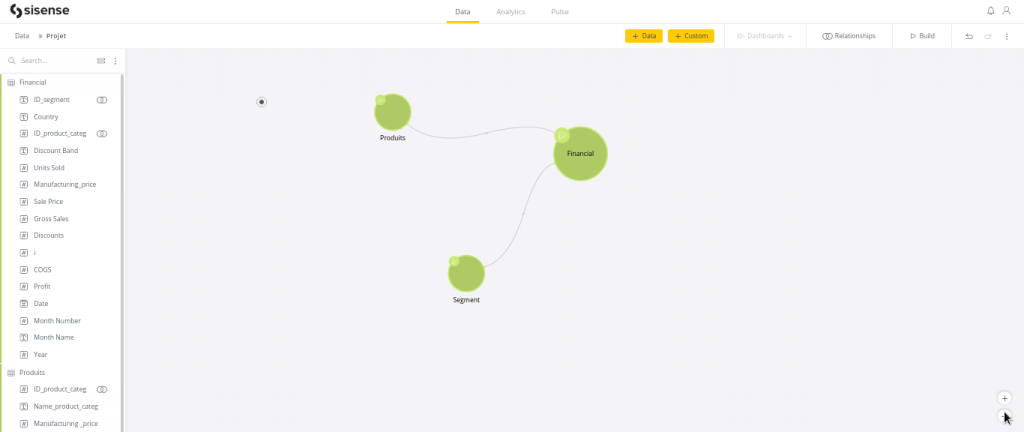 sisense
Data Analytics Pulse
Data » Projet
+ Data + Custom Dashboards Relationships Build
Search...
Financial
ID_segment
Country
ID_product_categ
Discount Band
Units Sold
Manufacturing_price
Sale Price
Gross Sales
Discounts
i
COGS
Profit
Date
Month Number
Month Name
Year
Produits
ID_product_categ
Name_product_categ
Manufacturing _price
Produits
Financial
Segment